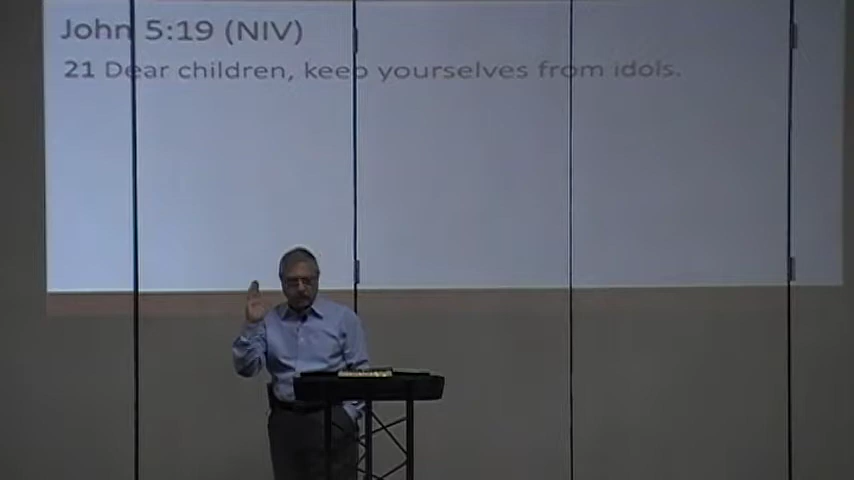 John 5:19 (NIV)
21 Dear children, keep yourselves from idols.